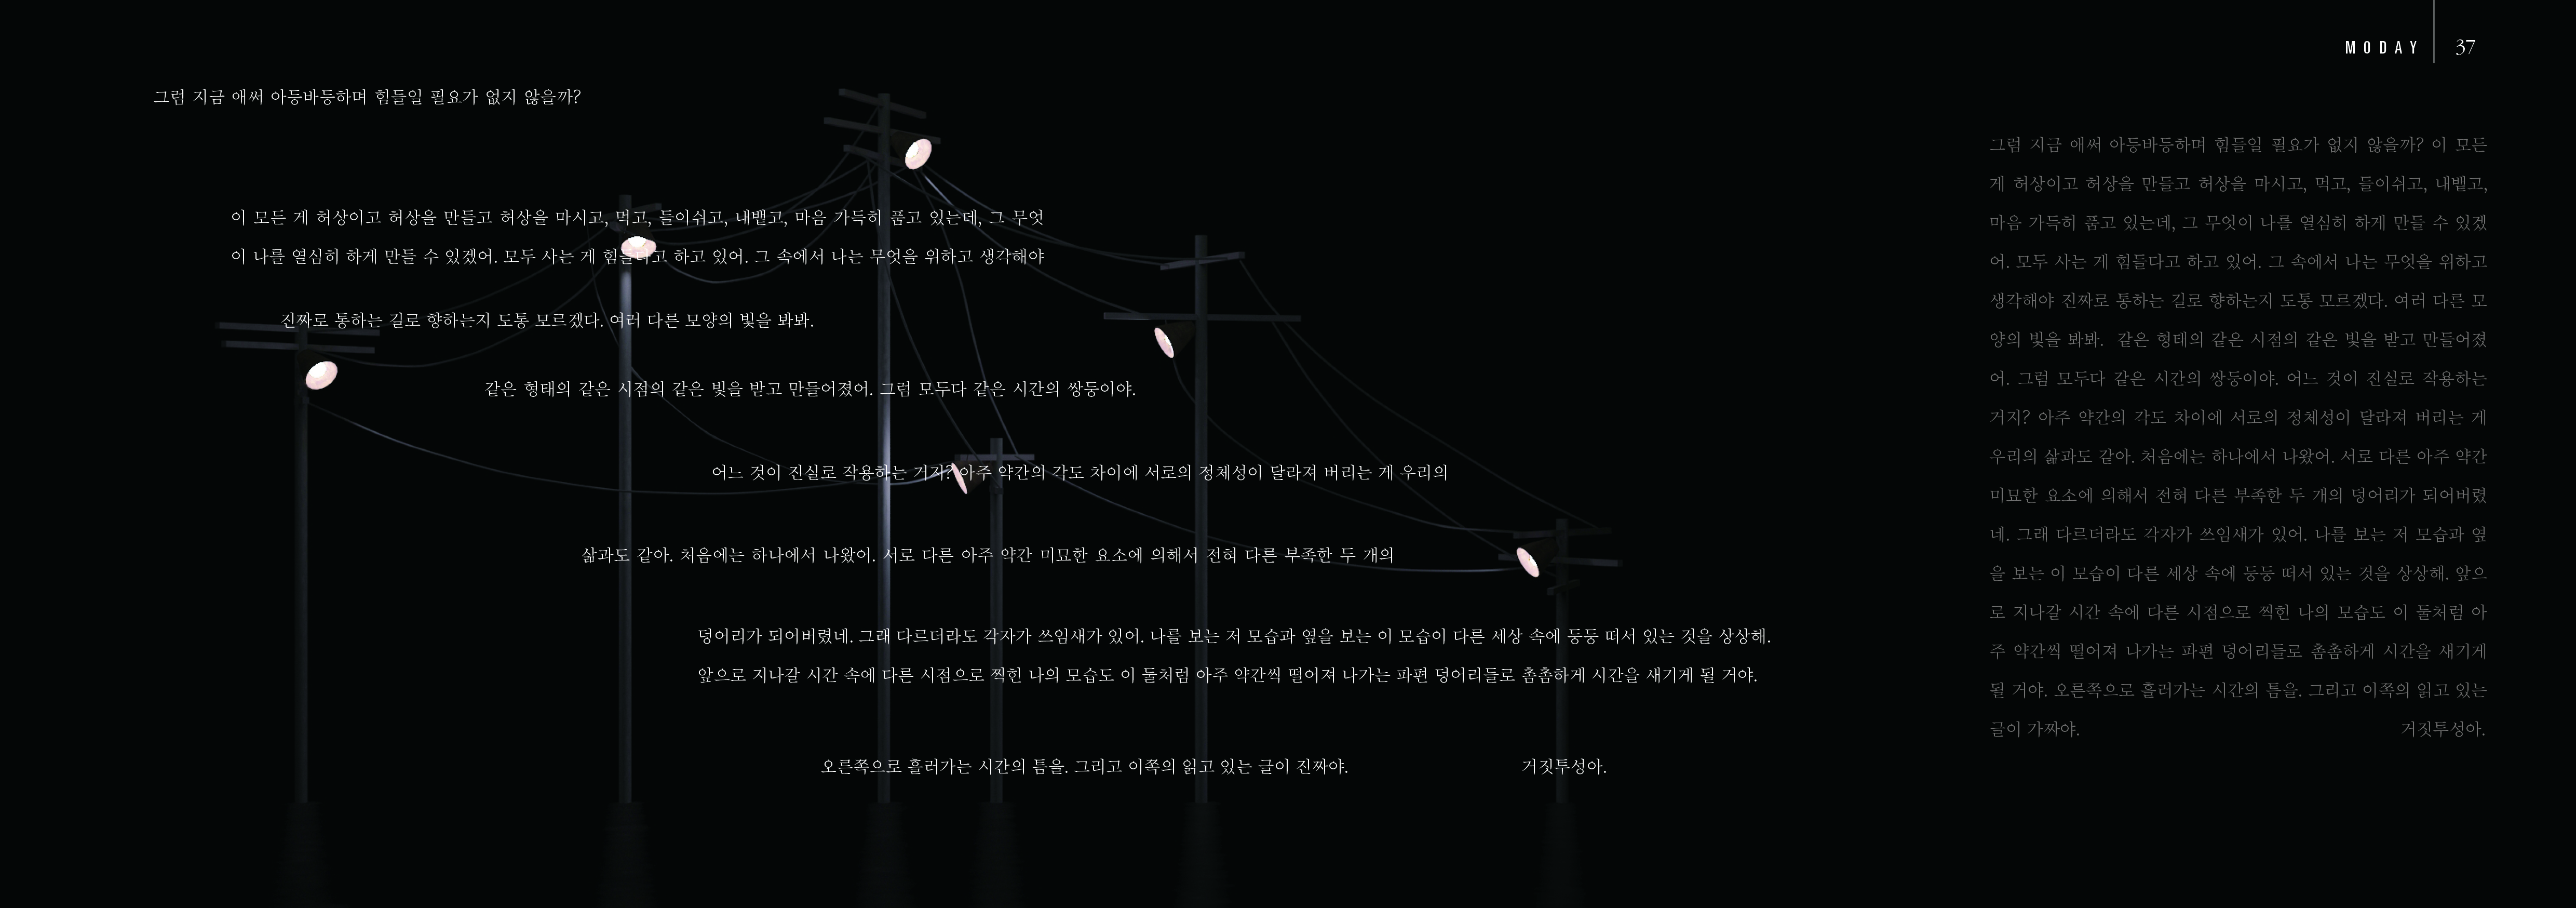 MODAY 37
그럼 지금 애써 아등바등하며 힘들일 필요가 없지 않을까?
이 모든 게 허상이고 허상을 만들고 허상을 마시고, 먹고, 들이쉬고, 내뱉고, 마음 가득히 품고 있는데, 그 무엇
이 나를 열심히 하게 만들 수 있겠어. 모두 사는 게 힘들다고 하고 있어. 그 속에서 나는 무엇을 위하고 생각해야
진짜로 통하는 길로 향하는지 도통 모르겠다. 여러 다른 모양의 빛을 봐봐.
같은 형태의 같은 시점의 같은 빛을 받고 만들어졌어. 그럼 모두다 같은 시간의 쌍둥이야.
어느 것이 진실로 작용하는 거지? 아주 약간의 각도 차이에 서로의 정체성이 달라져 버리는 게 우리의
삶과도 같아. 처음에는 하나에서 나왔어. 서로 다른 아주 약간 미묘한 요소에 의해서 전혀 다른 부족한 두 개의
덩어리가 되어버렸네. 그래 다르더라도 각자가 쓰임새가 있어. 나를 보는 저 모습과 옆을 보는 이 모습이 다른 세상 속에 둥둥 떠서 있는 것을 상상해.
앞으로 지나갈 시간 속에 다른 시점으로 찍힌 나의 모습도 이 둘처럼 아주 약간씩 떨어져 나가는 파편 덩어리들로 촘촘하게 시간을 새기게 될 거야.
오른쪽으로 흘러가는 시간의 틈을. 그리고 이쪽의 읽고 있는 글이 진짜야. 거짓투성아.
그럼 지금 애써 아등바등하며 힘들일 필요가 없지 않을까? 이 모든
게 허상이고 허상을 만들고 허상을 마시고, 먹고, 들이쉬고, 내뱉고,
마음 가득히 품고 있는데, 그 무엇이 나를 열심히 하게 만들 수 있겠
어. 모두 사는 게 힘들다고 하고 있어. 그 속에서 나는 무엇을 위하고
생각해야 진짜로 통하는 길로 향하는지 도통 모르겠다. 여러 다른 모
양의 빛을 봐봐. 같은 형태의 같은 시점의 같은 빛을 받고 만들어졌
어. 그럼 모두다 같은 시간의 쌍둥이야. 어느 것이 진실로 작용하는
거지? 아주 약간의 각도 차이에 서로의 정체성이 달라져 버리는 게
우리의 삶과도 같아. 처음에는 하나에서 나왔어. 서로 다른 아주 약간
미묘한 요소에 의해서 전혀 다른 부족한 두 개의 덩어리가 되어버렸
네. 그래 다르더라도 각자가 쓰임새가 있어. 나를 보는 저 모습과 옆
을 보는 이 모습이 다른 세상 속에 둥둥 떠서 있는 것을 상상해. 앞으
로 지나갈 시간 속에 다른 시점으로 찍힌 나의 모습도 이 둘처럼 아
주 약간씩 떨어져 나가는 파편 덩어리들로 촘촘하게 시간을 새기게
될 거야. 오른쪽으로 흘러가는 시간의 틈을. 그리고 이쪽의 읽고 있는
글이 가짜야. 거짓투성아.